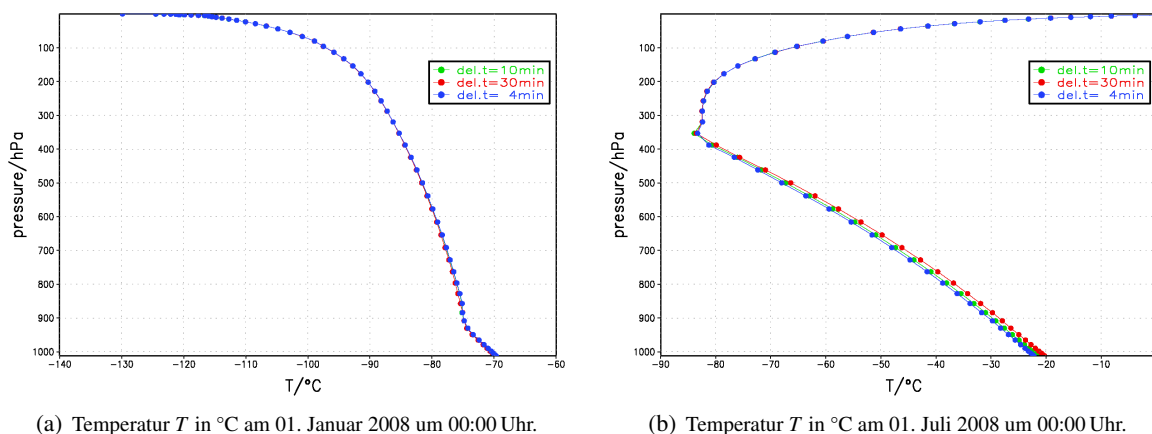 100
200
300
400
500
600
700
800
900
1000
pressure/hPa
del.t=10min
del.t=30min
del.t= 4min
−140 −130 −120 −110 −100 −90 −80 −70 −60
T/°C
(a) Temperatur T in °C am 01. Januar 2008 um 00:00 Uhr.
100
200
300
400
500
600
700
800
900
1000
pressure/hPa
del.t=10min
del.t=30min
del.t= 4min
−90 −80 −70 −60 −50 −40 −30 −20 −10
T/°C
(b) Temperatur T in °C am 01. Juli 2008 um 00:00 Uhr.